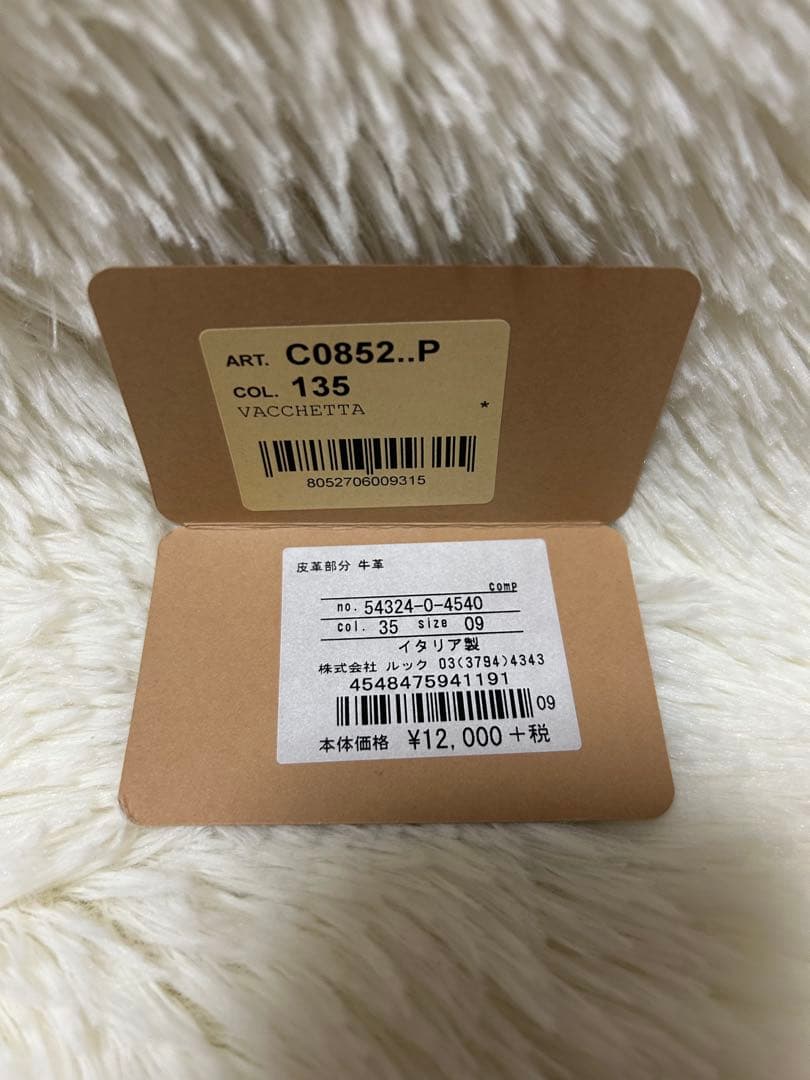 ART. C0852..P
COL. 135
VACCHETTA *
8052706009315
皮革部分 牛革
comp
no. 54324-0-4540
col. 35 size 09
イタリア製
株式会社 ルック 03(3794)4343
4548475941191
09
本体価格 ¥12,000+税